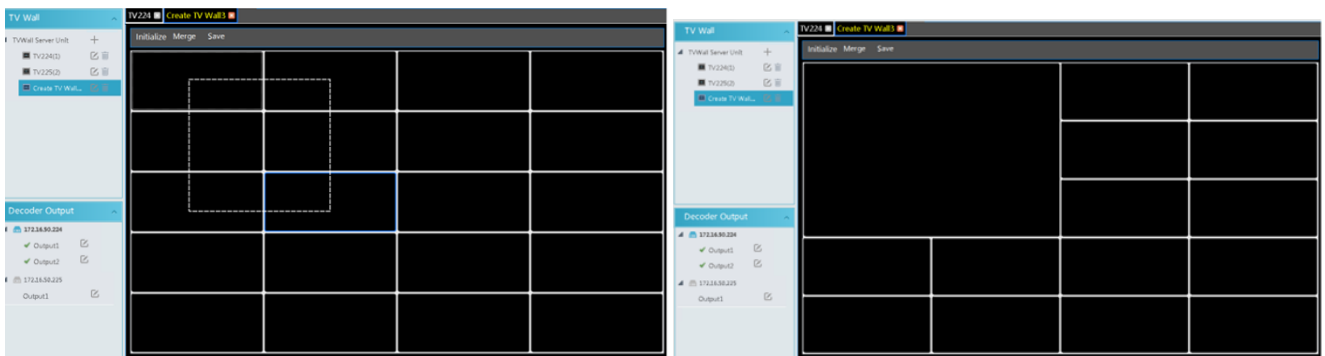 TV Wall
TV224
Create TV Wall3
Initialize Merge Save
TVWall Server Unit
TV224(1)
TV225(2)
Create TV Wall...
Decoder Output
172.16.50.224
Output1
Output2
172.16.50.225
Output1
TV Wall
TV224
Create TV Wall3
Initialize Merge Save
TVWall Server Unit
TV224(1)
TV225(2)
Create TV Wall...
Decoder Output
172.16.50.224
Output1
Output2
172.16.50.225
Output1